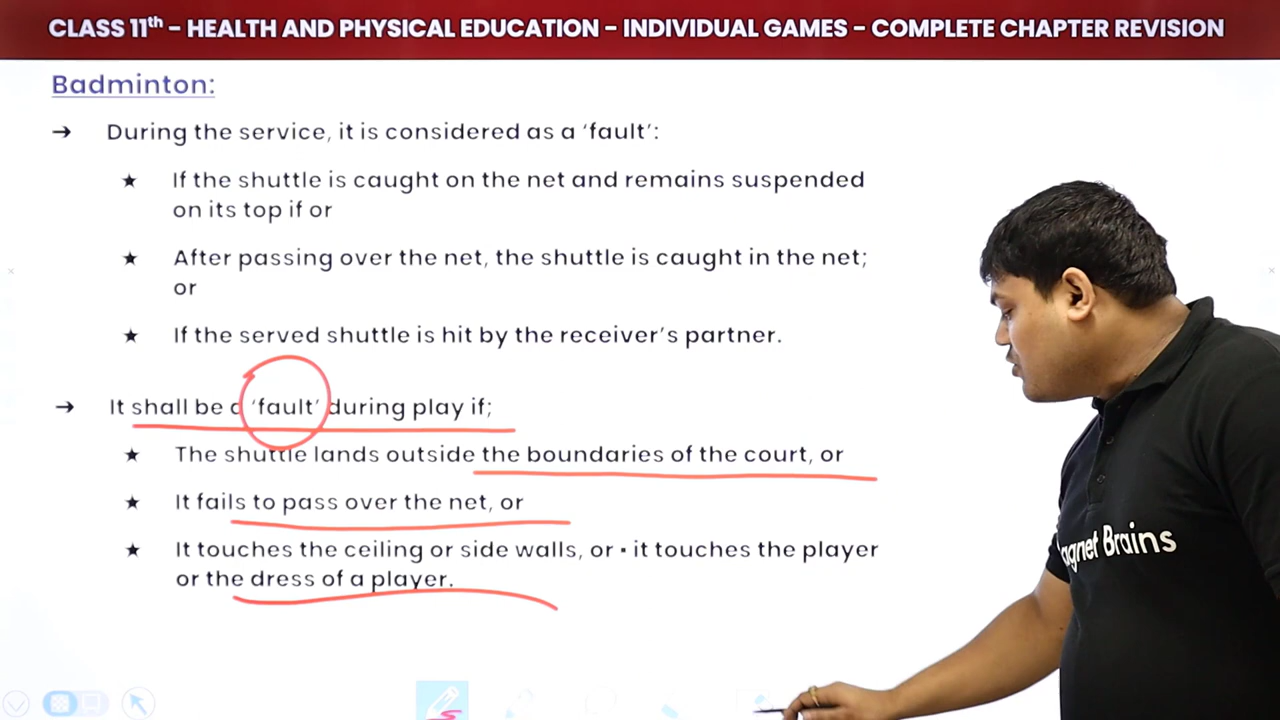 CLASS 11th – HEALTH AND PHYSICAL EDUCATION – INDIVIDUAL GAMES – COMPLETE CHAPTER REVISION
Badminton:
→ During the service, it is considered as a ‘fault’:
★ If the shuttle is caught on the net and remains suspended
on its top if or
★ After passing over the net, the shuttle is caught in the net;
or
★ If the served shuttle is hit by the receiver’s partner.
→ It shall be a ‘fault’ during play if;
★ The shuttle lands outside the boundaries of the court, or
★ It fails to pass over the net, or
★ It touches the ceiling or side walls, or ▪ it touches the player
or the dress of a player.
Brains